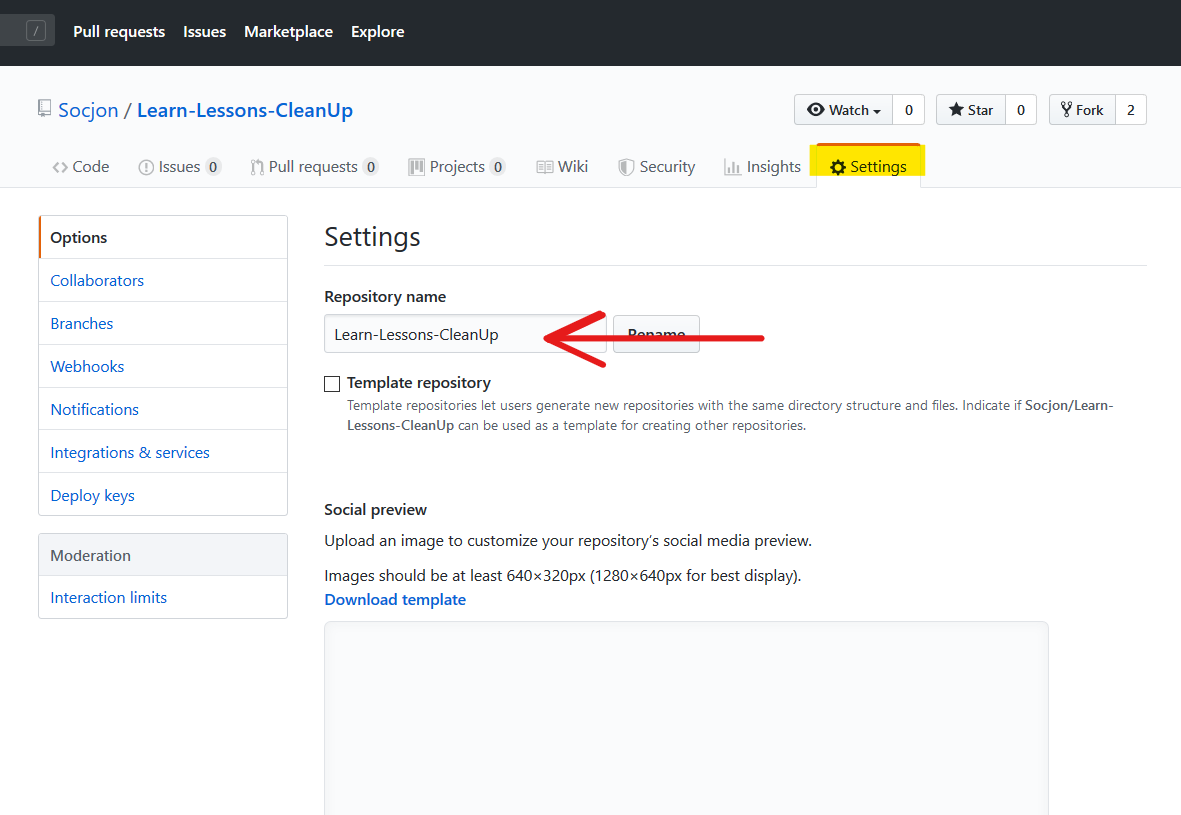 / Pull requests Issues Marketplace Explore
Socjon / Learn-Lessons-CleanUp Watch 0 Star 0 Fork 2
Code Issues 0 Pull requests 0 Projects 0 Wiki Security Insights Settings
Options
Collaborators
Branches
Webhooks
Notifications
Integrations & services
Deploy keys
Moderation
Interaction limits
Settings
Repository name
Learn-Lessons-CleanUp Rename
Template repository
Template repositories let users generate new repositories with the same directory structure and files. Indicate if Socjon/Learn-
Lessons-CleanUp can be used as a template for creating other repositories.
Social preview
Upload an image to customize your repository’s social media preview.
Images should be at least 640×320px (1280×640px for best display).
Download template